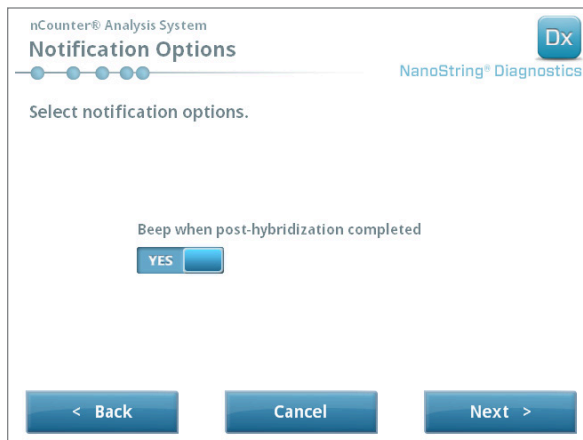 nCounter® Analysis System
Dx
Notification Options
NanoString® Diagnostics
Select notification options.
Beep when post-hybridization completed
YES
< Back
Cancel
Next >